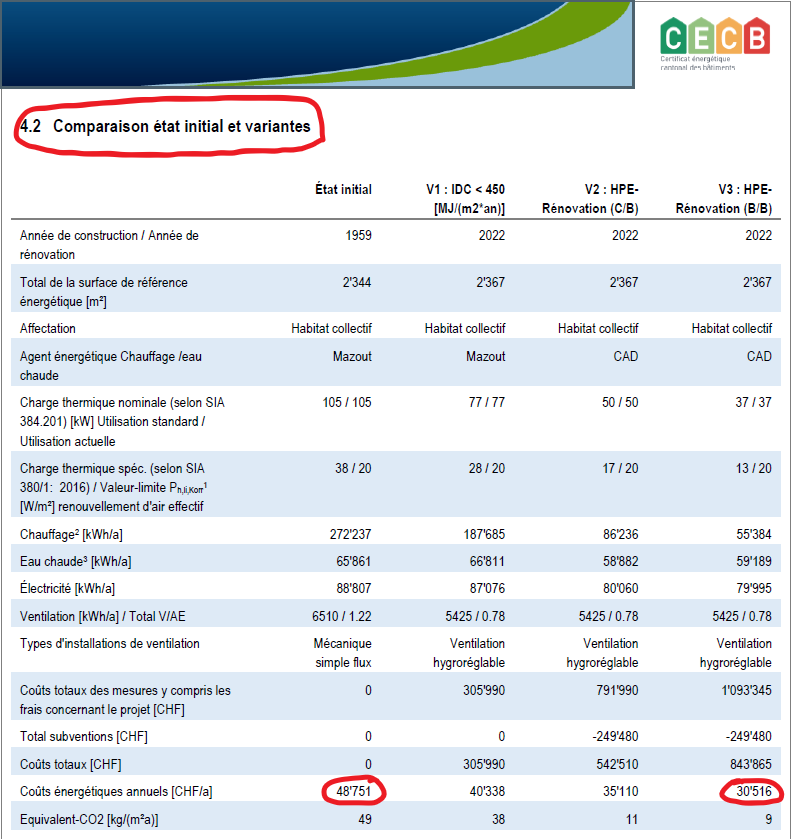 CECB
Certificat énergétique
cantonal des bâtiments
4.2 Comparaison état initial et variantes
État initial V1 : IDC < 450 V2 : HPE- V3 : HPE-
[MJ/(m2*an)] Rénovation (C/B) Rénovation (B/B)
Année de construction / Année de 1959 2022 2022 2022
rénovation
Total de la surface de référence 2'344 2'367 2'367 2'367
énergétique [m²]
Affectation Habitat collectif Habitat collectif Habitat collectif Habitat collectif
Agent énergétique Chauffage /eau Mazout Mazout CAD CAD
chaude
Charge thermique nominale (selon SIA 105 / 105 77 / 77 50 / 50 37 / 37
384.201) [kW] Utilisation standard /
Utilisation actuelle
Charge thermique spéc. (selon SIA 38 / 20 28 / 20 17 / 20 13 / 20
380/1: 2016) / Valeur-limite Ph,li,Korr¹
[W/m²] renouvellement d'air effectif
Chauffage² [kWh/a] 272'237 187'685 86'236 55'384
Eau chaude³ [kWh/a] 65'861 66'811 58'882 59'189
Électricité [kWh/a] 88'807 87'076 80'060 79'995
Ventilation [kWh/a] / Total V/AE 6510 / 1.22 5425 / 0.78 5425 / 0.78 5425 / 0.78
Types d'installations de ventilation Mécanique Ventilation Ventilation Ventilation
simple flux hygroréglable hygroréglable hygroréglable
Coûts totaux des mesures y compris les 0 305'990 791'990 1'093'345
frais concernant le projet [CHF]
Total subventions [CHF] 0 0 -249'480 -249'480
Coûts totaux [CHF] 0 305'990 542'510 843'865
Coûts énergétiques annuels [CHF/a] 48'751 40'338 35'110 30'516
Equivalent-CO2 [kg/(m²a)] 49 38 11 9